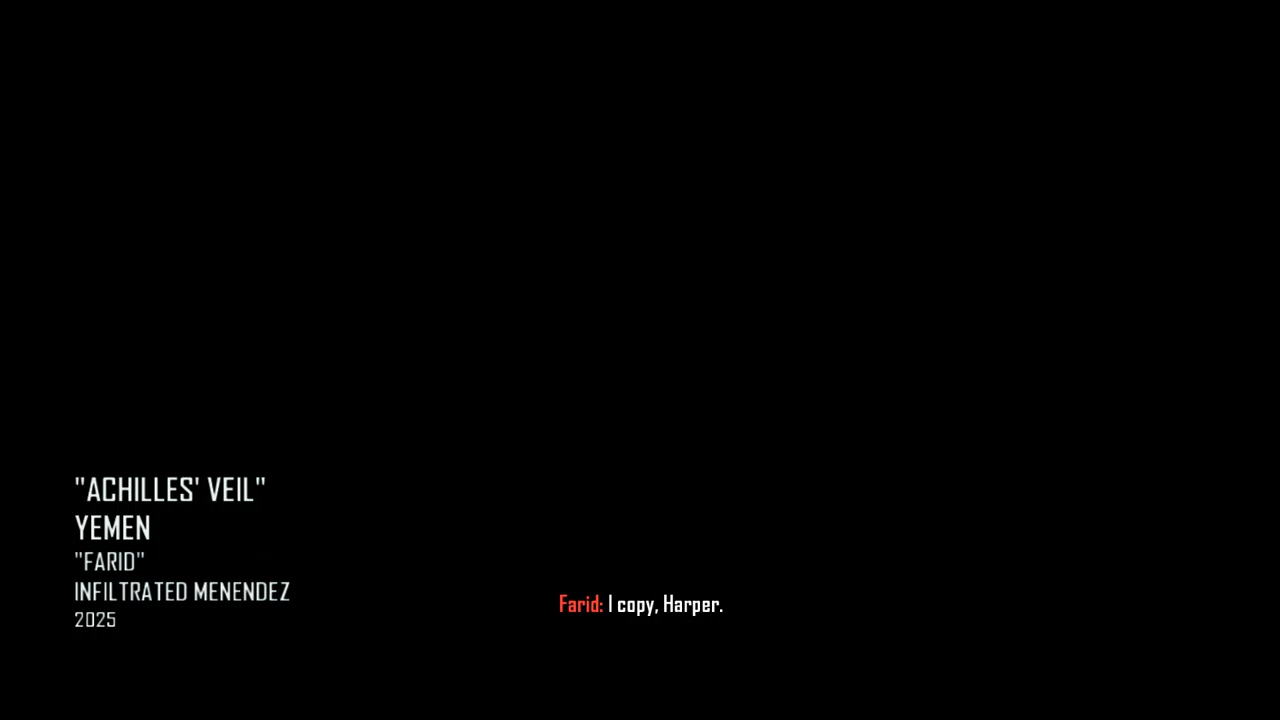 "ACHILLES' VEIL"
YEMEN
"FARID"
INFILTRATED MENENDEZ
2025
Farid: I copy, Harper.